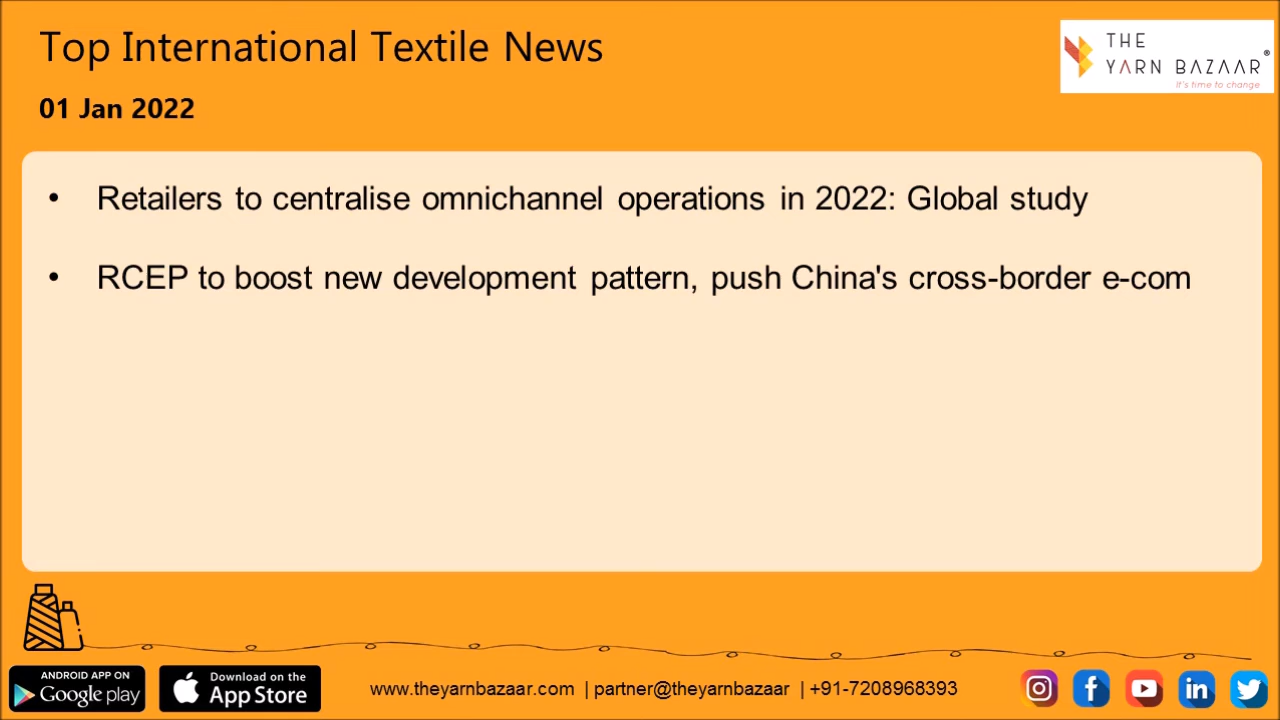 Top International Textile News
01 Jan 2022
THE
YARN BAZAAR®
It's time to change
• Retailers to centralise omnichannel operations in 2022: Global study
• RCEP to boost new development pattern, push China's cross-border e-com
ANDROID APP ON
Google play
Download on the
App Store
www.theyarnbazaar.com | partner@theyarnbazaar | +91-7208968393